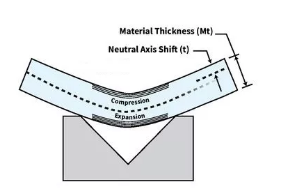 Material Thickness (Mt)
Neutral Axis Shift (t)
Compression
Expansion